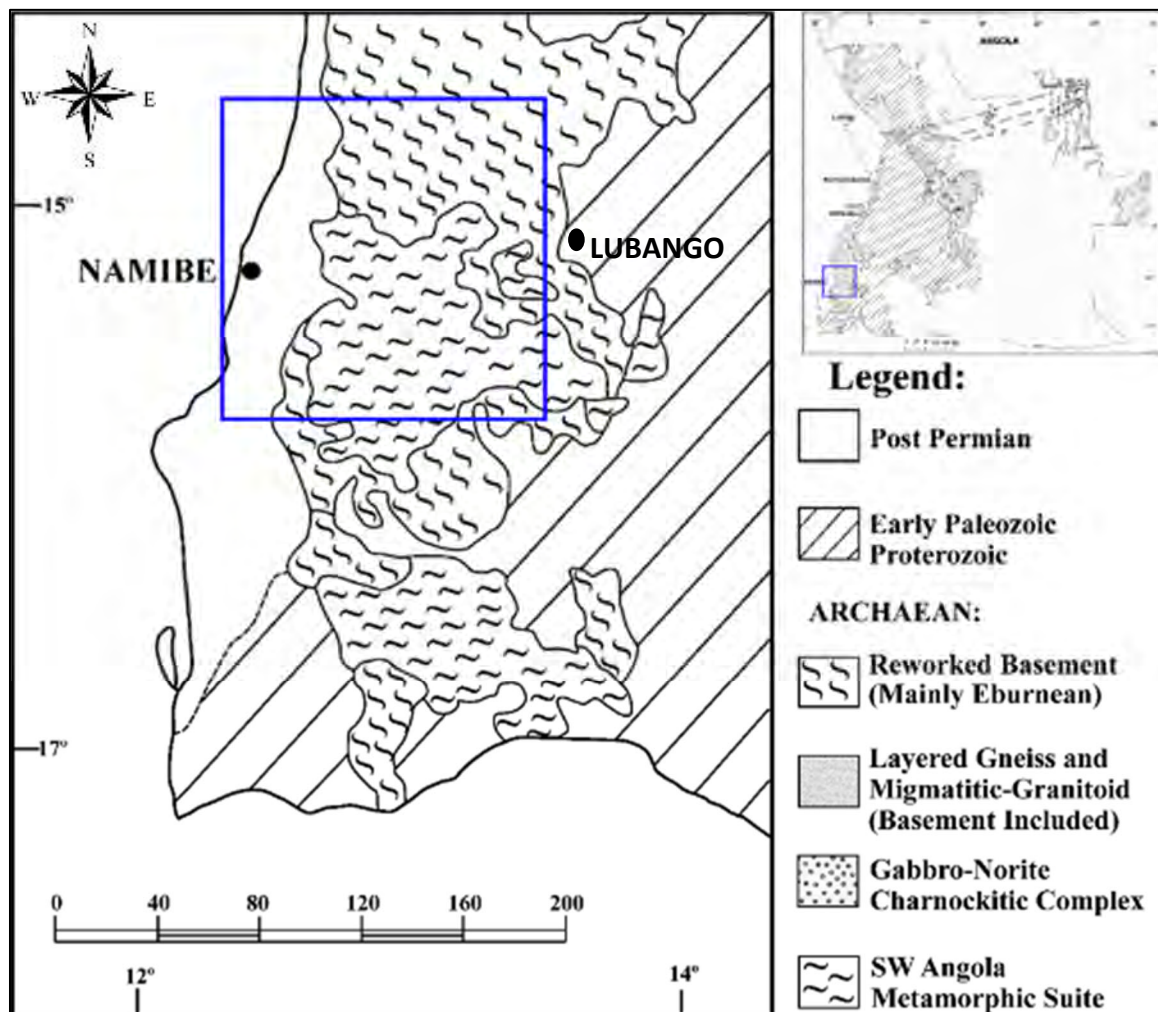 N
W E
S
15°
NAMIBE
LUBANGO
17°
0 40 80 120 160 200
12° 14°
ANGOLA
Legend:
Post Permian
Early Paleozoic
Proterozoic
ARCHAEAN:
Reworked Basement
(Mainly Eburnean)
Layered Gneiss and
Migmatitic-Granitoid
(Basement Included)
Gabbro-Norite
Charnockitic Complex
SW Angola
Metamorphic Suite